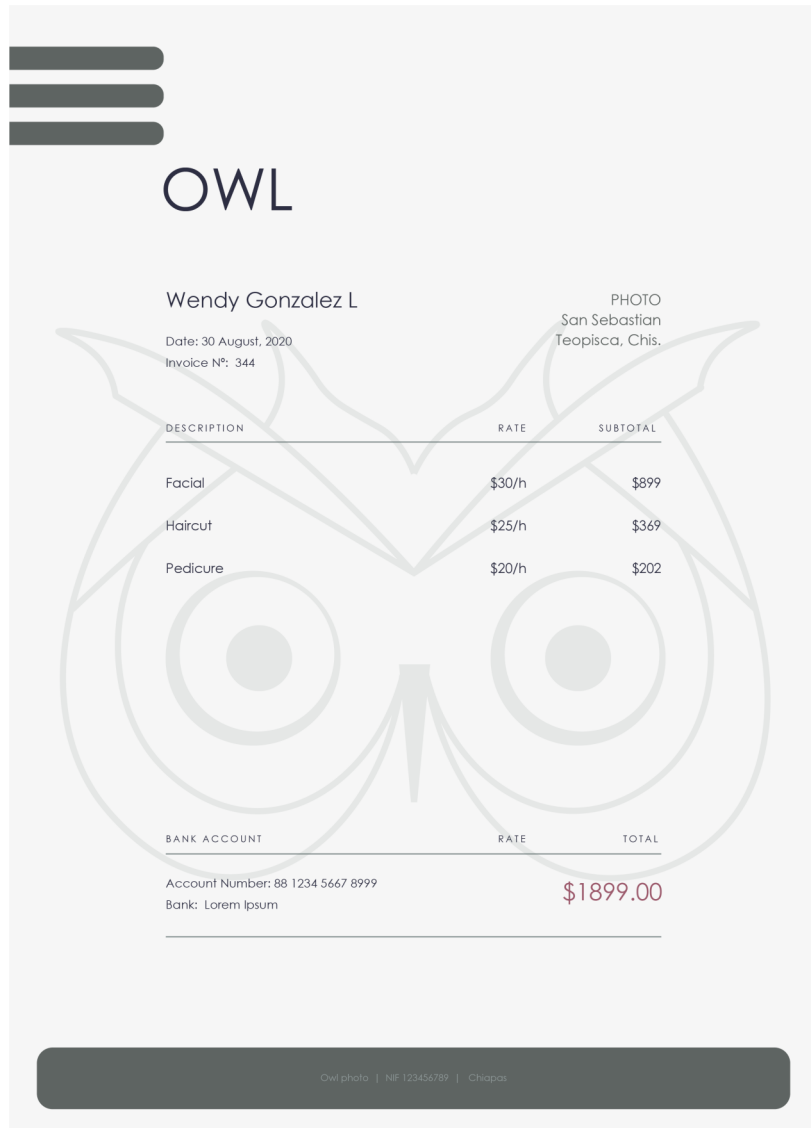 OWL
Wendy Gonzalez L
Date: 30 August, 2020
Invoice Nº: 344
PHOTO
San Sebastian
Teopisca, Chis.
DESCRIPTION RATE SUBTOTAL
Facial $30/h $899
Haircut $25/h $369
Pedicure $20/h $202
BANK ACCOUNT RATE TOTAL
Account Number: 88 1234 5667 8999
Bank: Lorem Ipsum
$1899.00
Owl photo | NIF 123456789 | Chiapas